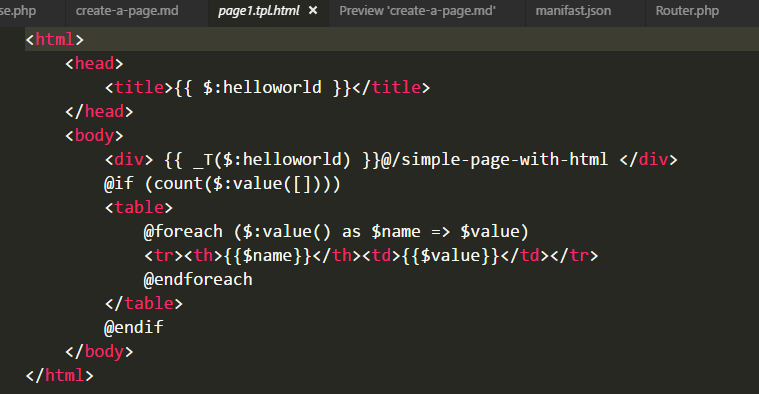 se.php create-a-page.md page1.tpl.html × Preview 'create-a-page.md' manifast.json Router.php
<html>
    <head>
        <title>{{ $:helloworld }}</title>
    </head>
    <body>
        <div> {{ _T($:helloworld) }}@/simple-page-with-html </div>
        @if (count($:value([])))
        <table>
            @foreach ($:value() as $name => $value)
            <tr><th>{{$name}}</th><td>{{$value}}</td></tr>
            @endforeach
        </table>
        @endif
    </body>
</html>